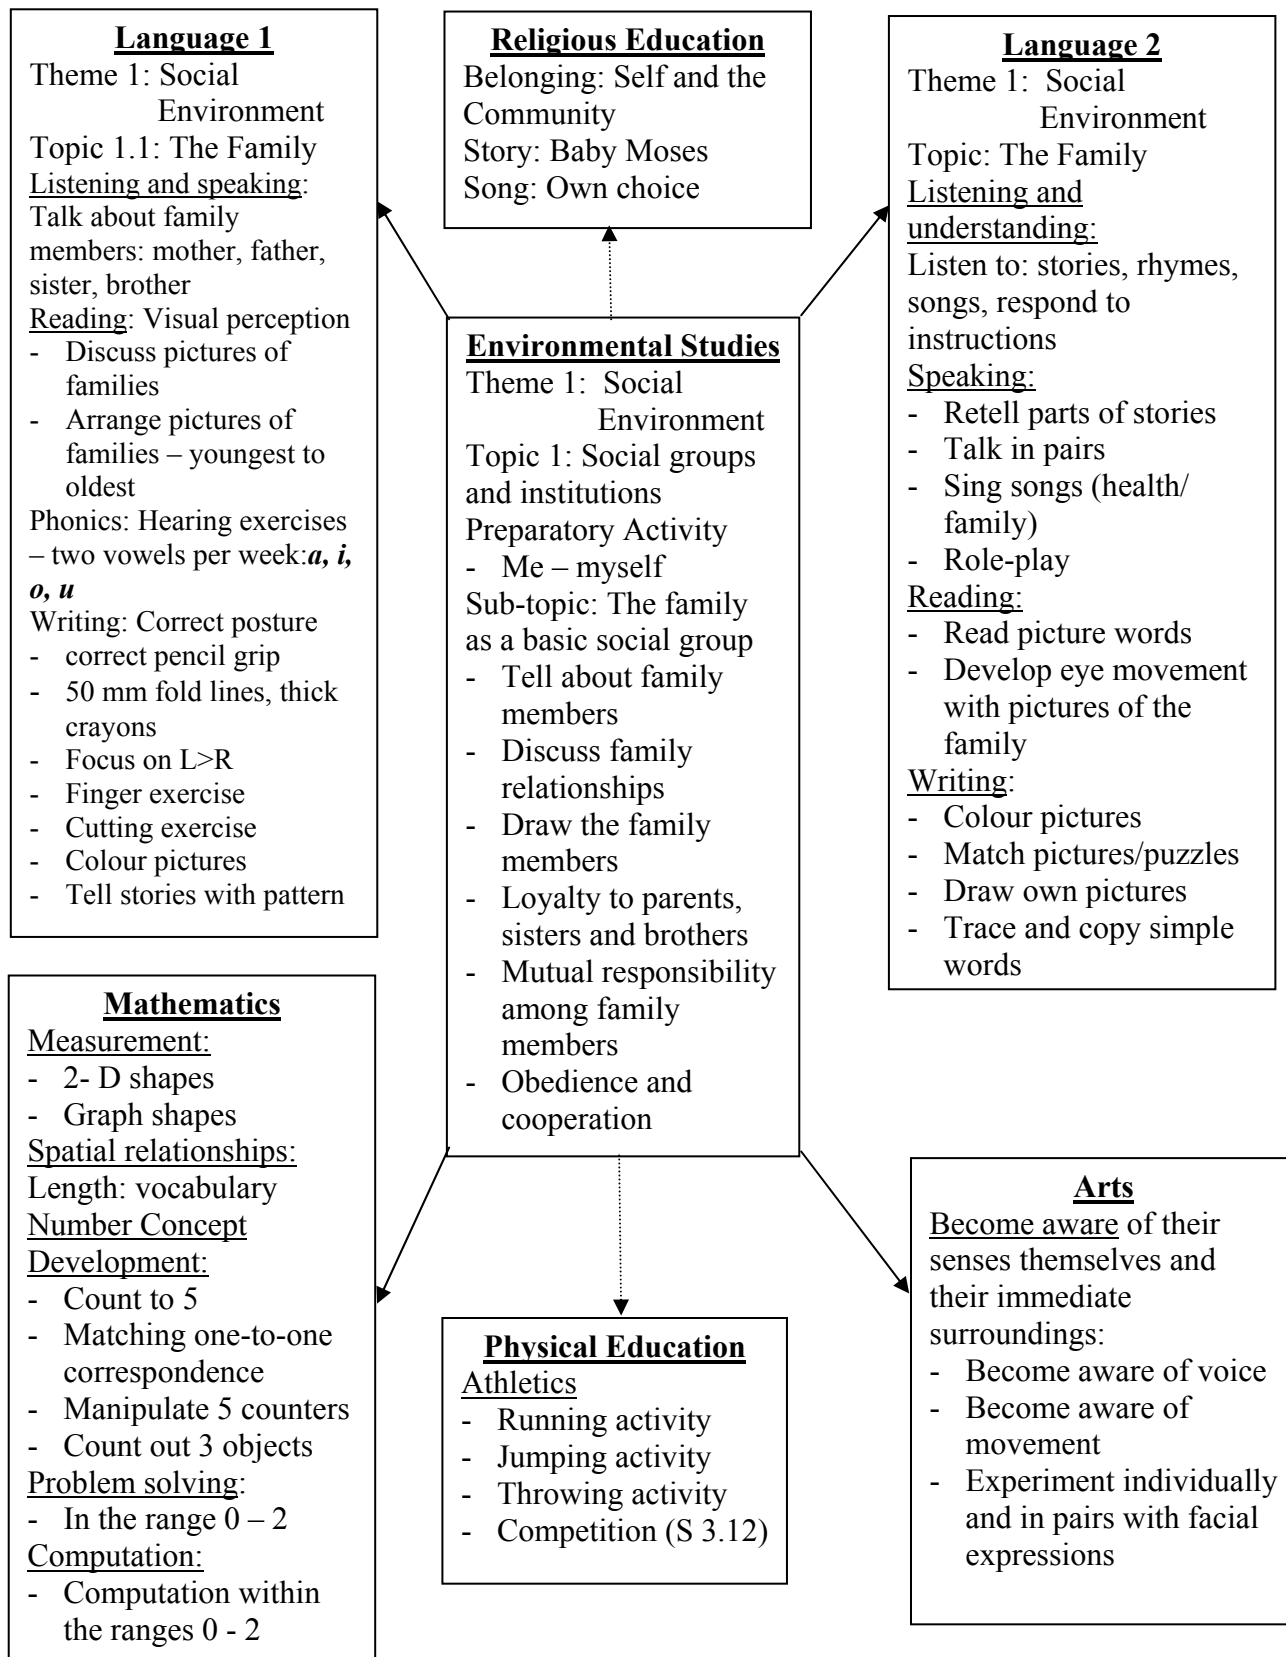 Language 1
Theme 1: Social
Environment
Topic 1.1: The Family
Listening and speaking:
Talk about family
members: mother, father,
sister, brother
Reading: Visual perception
- Discuss pictures of
families
- Arrange pictures of
families – youngest to
oldest
Phonics: Hearing exercises
– two vowels per week:a, i,
o, u
Writing: Correct posture
- correct pencil grip
- 50 mm fold lines, thick
crayons
- Focus on L>R
- Finger exercise
- Cutting exercise
- Colour pictures
- Tell stories with pattern
Religious Education
Belonging: Self and the
Community
Story: Baby Moses
Song: Own choice
Language 2
Theme 1: Social
Environment
Topic: The Family
Listening and
understanding:
Listen to: stories, rhymes,
songs, respond to
instructions
Speaking:
- Retell parts of stories
- Talk in pairs
- Sing songs (health/
family)
- Role-play
Reading:
- Read picture words
- Develop eye movement
with pictures of the
family
Writing:
- Colour pictures
- Match pictures/puzzles
- Draw own pictures
- Trace and copy simple
words
Environmental Studies
Theme 1: Social
Environment
Topic 1: Social groups
and institutions
Preparatory Activity
- Me – myself
Sub-topic: The family
as a basic social group
- Tell about family
members
- Discuss family
relationships
- Draw the family
members
- Loyalty to parents,
sisters and brothers
- Mutual responsibility
among family
members
- Obedience and
cooperation
Mathematics
Measurement:
- 2- D shapes
- Graph shapes
Spatial relationships:
Length: vocabulary
Number Concept
Development:
- Count to 5
- Matching one-to-one
correspondence
- Manipulate 5 counters
- Count out 3 objects
Problem solving:
- In the range 0 – 2
Computation:
- Computation within
the ranges 0 - 2
Physical Education
Athletics
- Running activity
- Jumping activity
- Throwing activity
- Competition (S 3.12)
Arts
Become aware of their
senses themselves and
their immediate
surroundings:
- Become aware of voice
- Become aware of
movement
- Experiment individually
and in pairs with facial
expressions